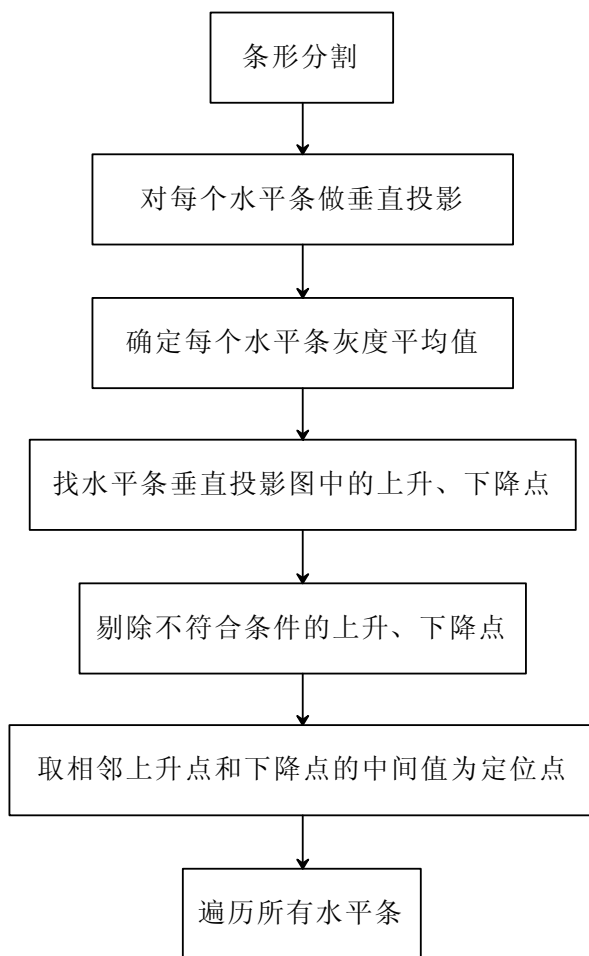 条形分割
对每个水平条做垂直投影
确定每个水平条灰度平均值
找水平条垂直投影图中的上升、下降点
剔除不符合条件的上升、下降点
取相邻上升点和下降点的中间值为定位点
遍历所有水平条